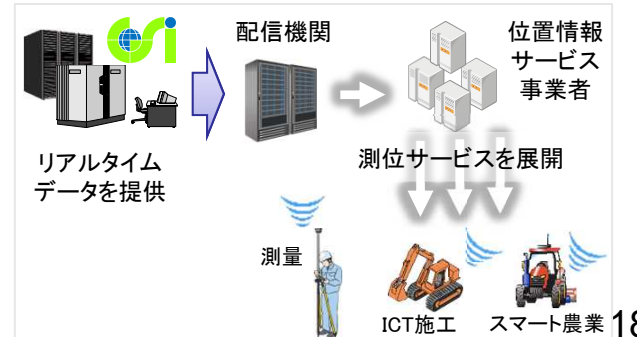 GSi
配信機関
位置情報
サービス
事業者
リアルタイム
データを提供
測位サービスを展開
測量
ICT施工
スマート農業
18